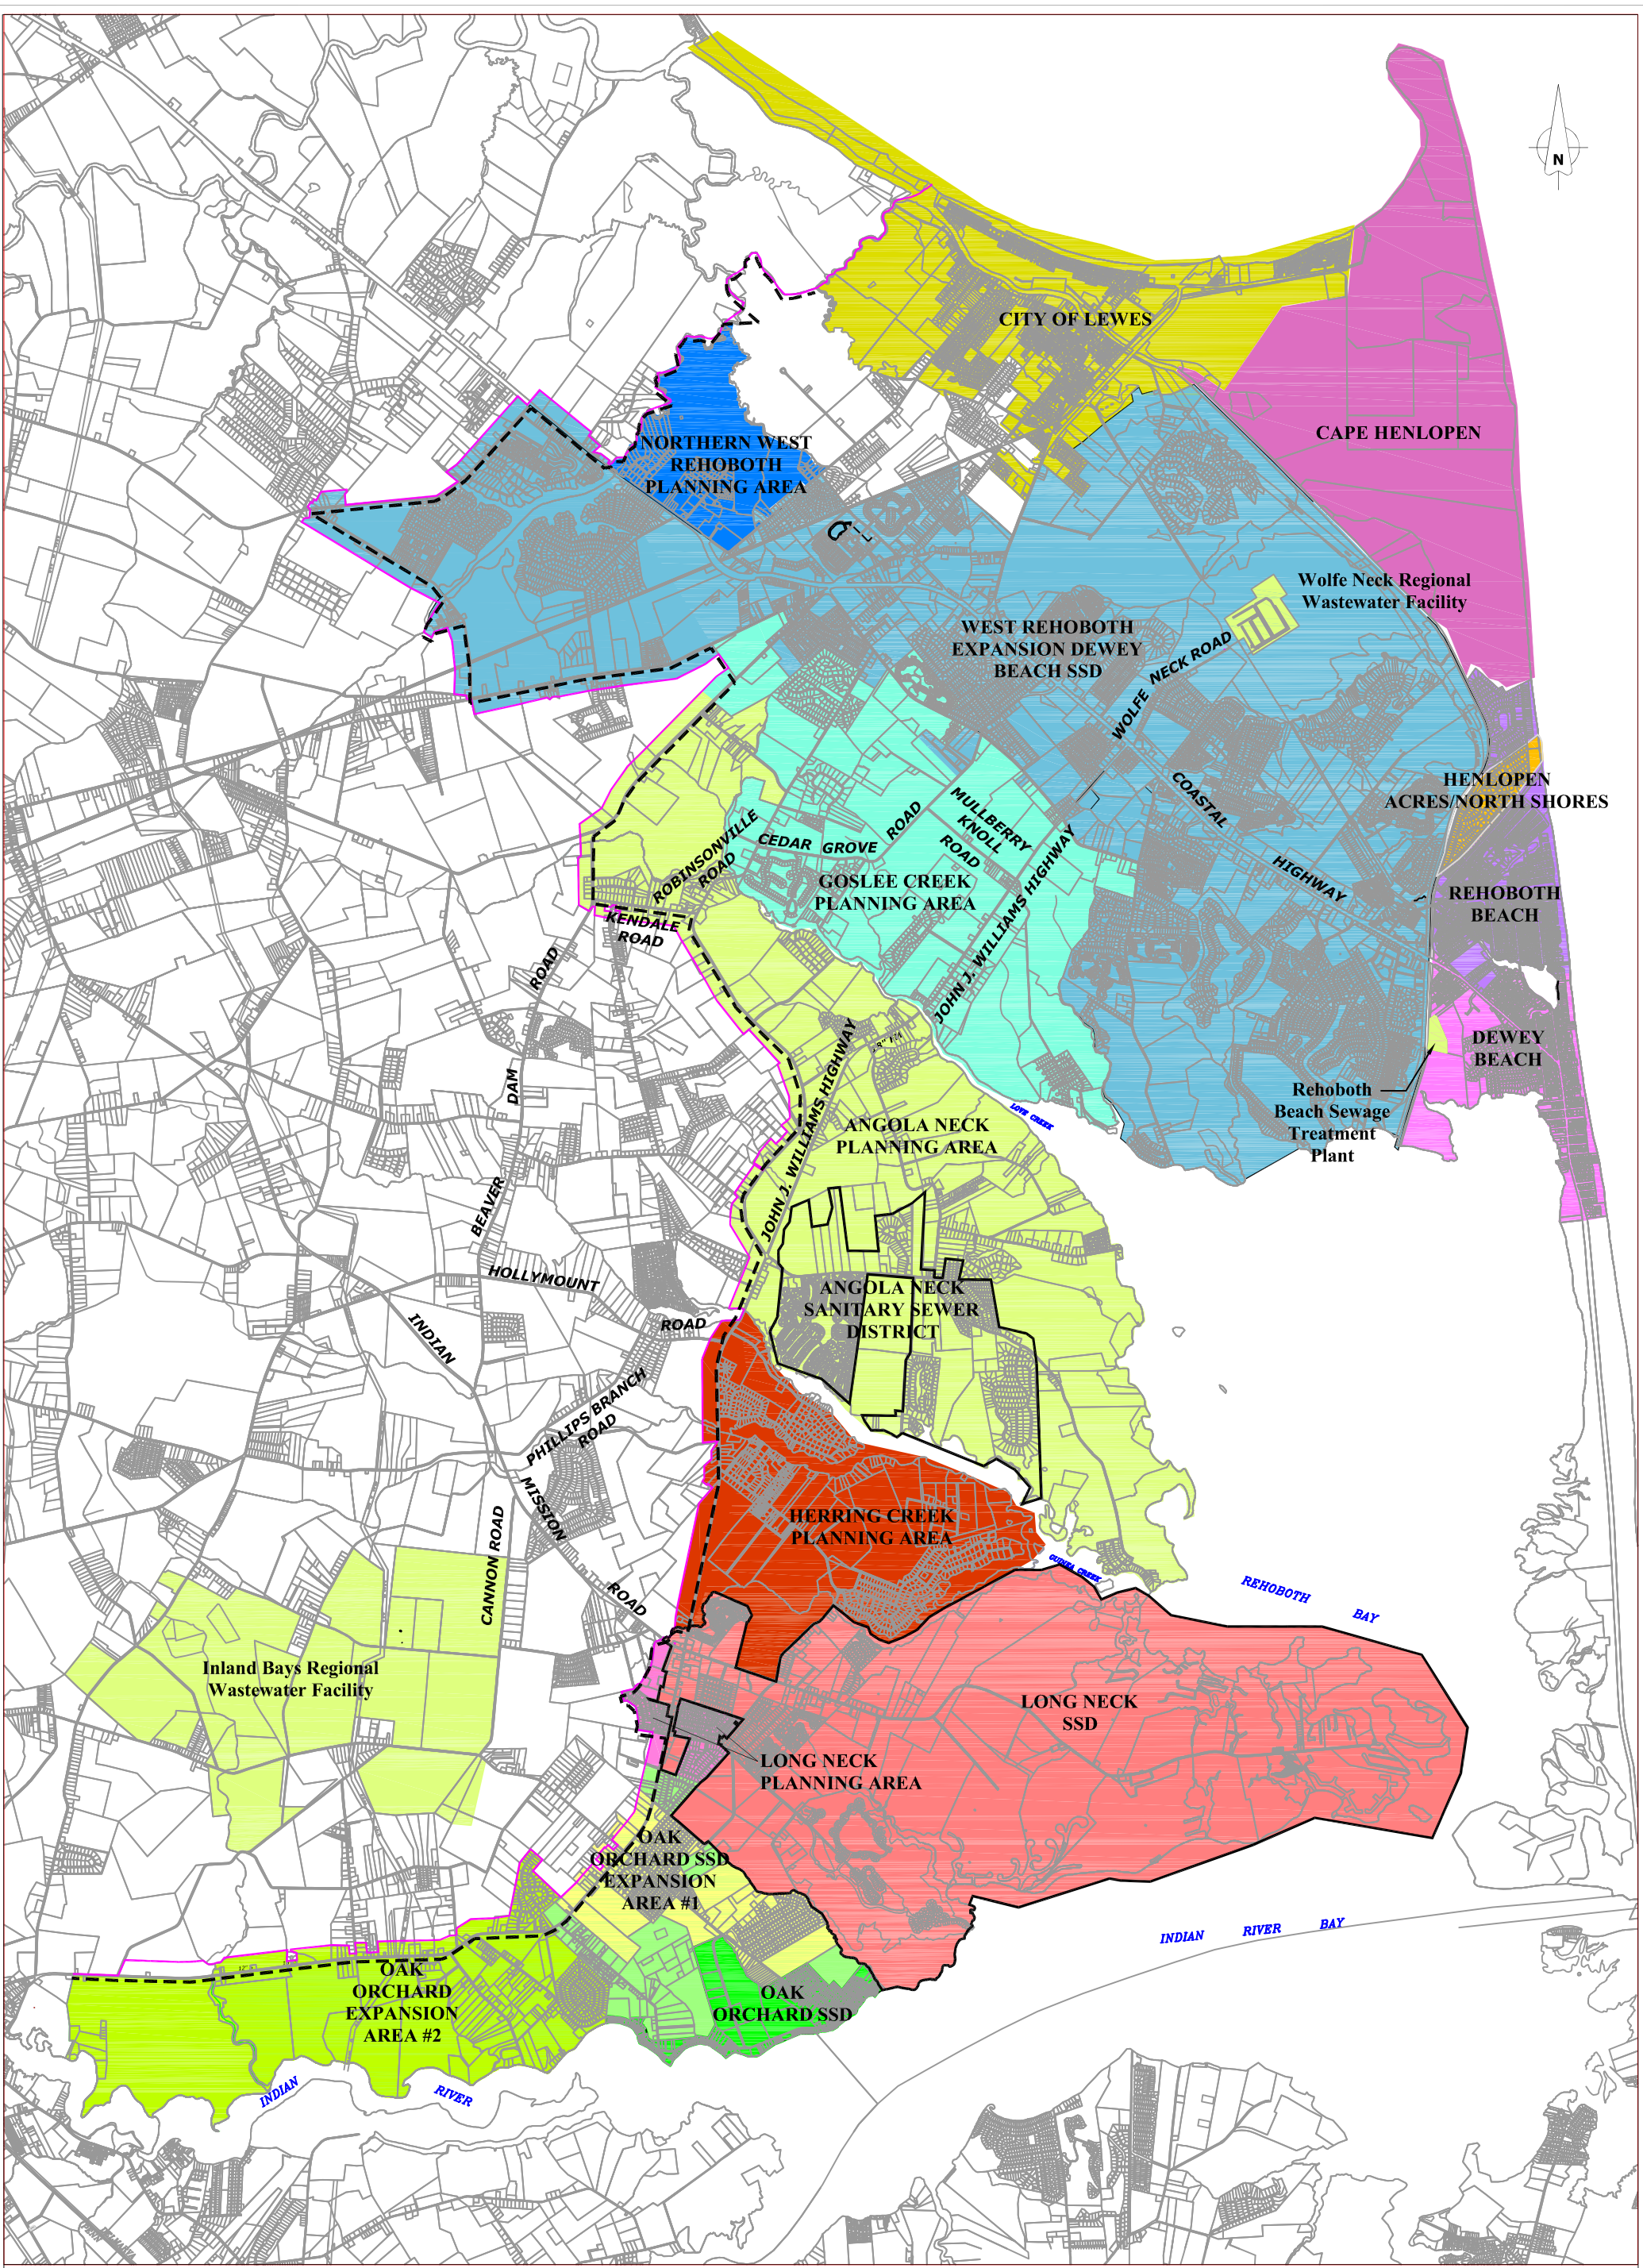 N
CITY OF LEWES
CAPE HENLOPEN
NORTHERN WEST
REHOBOTH
PLANNING AREA
Wolfe Neck Regional
Wastewater Facility
WEST REHOBOTH
EXPANSION DEWEY
BEACH SSD
WOLFE NECK ROAD
COASTAL
HIGHWAY
HENLOPEN
ACRES/NORTH SHORES
MULBERRY
KNOLL
ROAD
CEDAR GROVE ROAD
ROBINSONVILLE
ROAD
GOSLEE CREEK
PLANNING AREA
REHOBOTH
BEACH
KENDALE
ROAD
JOHN J. WILLIAMS HIGHWAY
DEWEY
BEACH
Rehoboth
Beach Sewage
Treatment
Plant
LOVE CREEK
JOHN J. WILLIAMS HIGHWAY
ANGOLA NECK
PLANNING AREA
BEAVER DAM ROAD
HOLLYMOUNT ROAD
ANGOLA NECK
SANITARY SEWER
DISTRICT
INDIAN MISSION ROAD
PHILLIPS BRANCH
ROAD
CANNON ROAD
HERRING CREEK
PLANNING AREA
GUINEA CREEK
REHOBOTH BAY
Inland Bays Regional
Wastewater Facility
LONG NECK
SSD
LONG NECK
PLANNING AREA
OAK
ORCHARD SSD
EXPANSION
AREA #1
INDIAN RIVER BAY
OAK
ORCHARD
EXPANSION
AREA #2
OAK
ORCHARD SSD
INDIAN RIVER